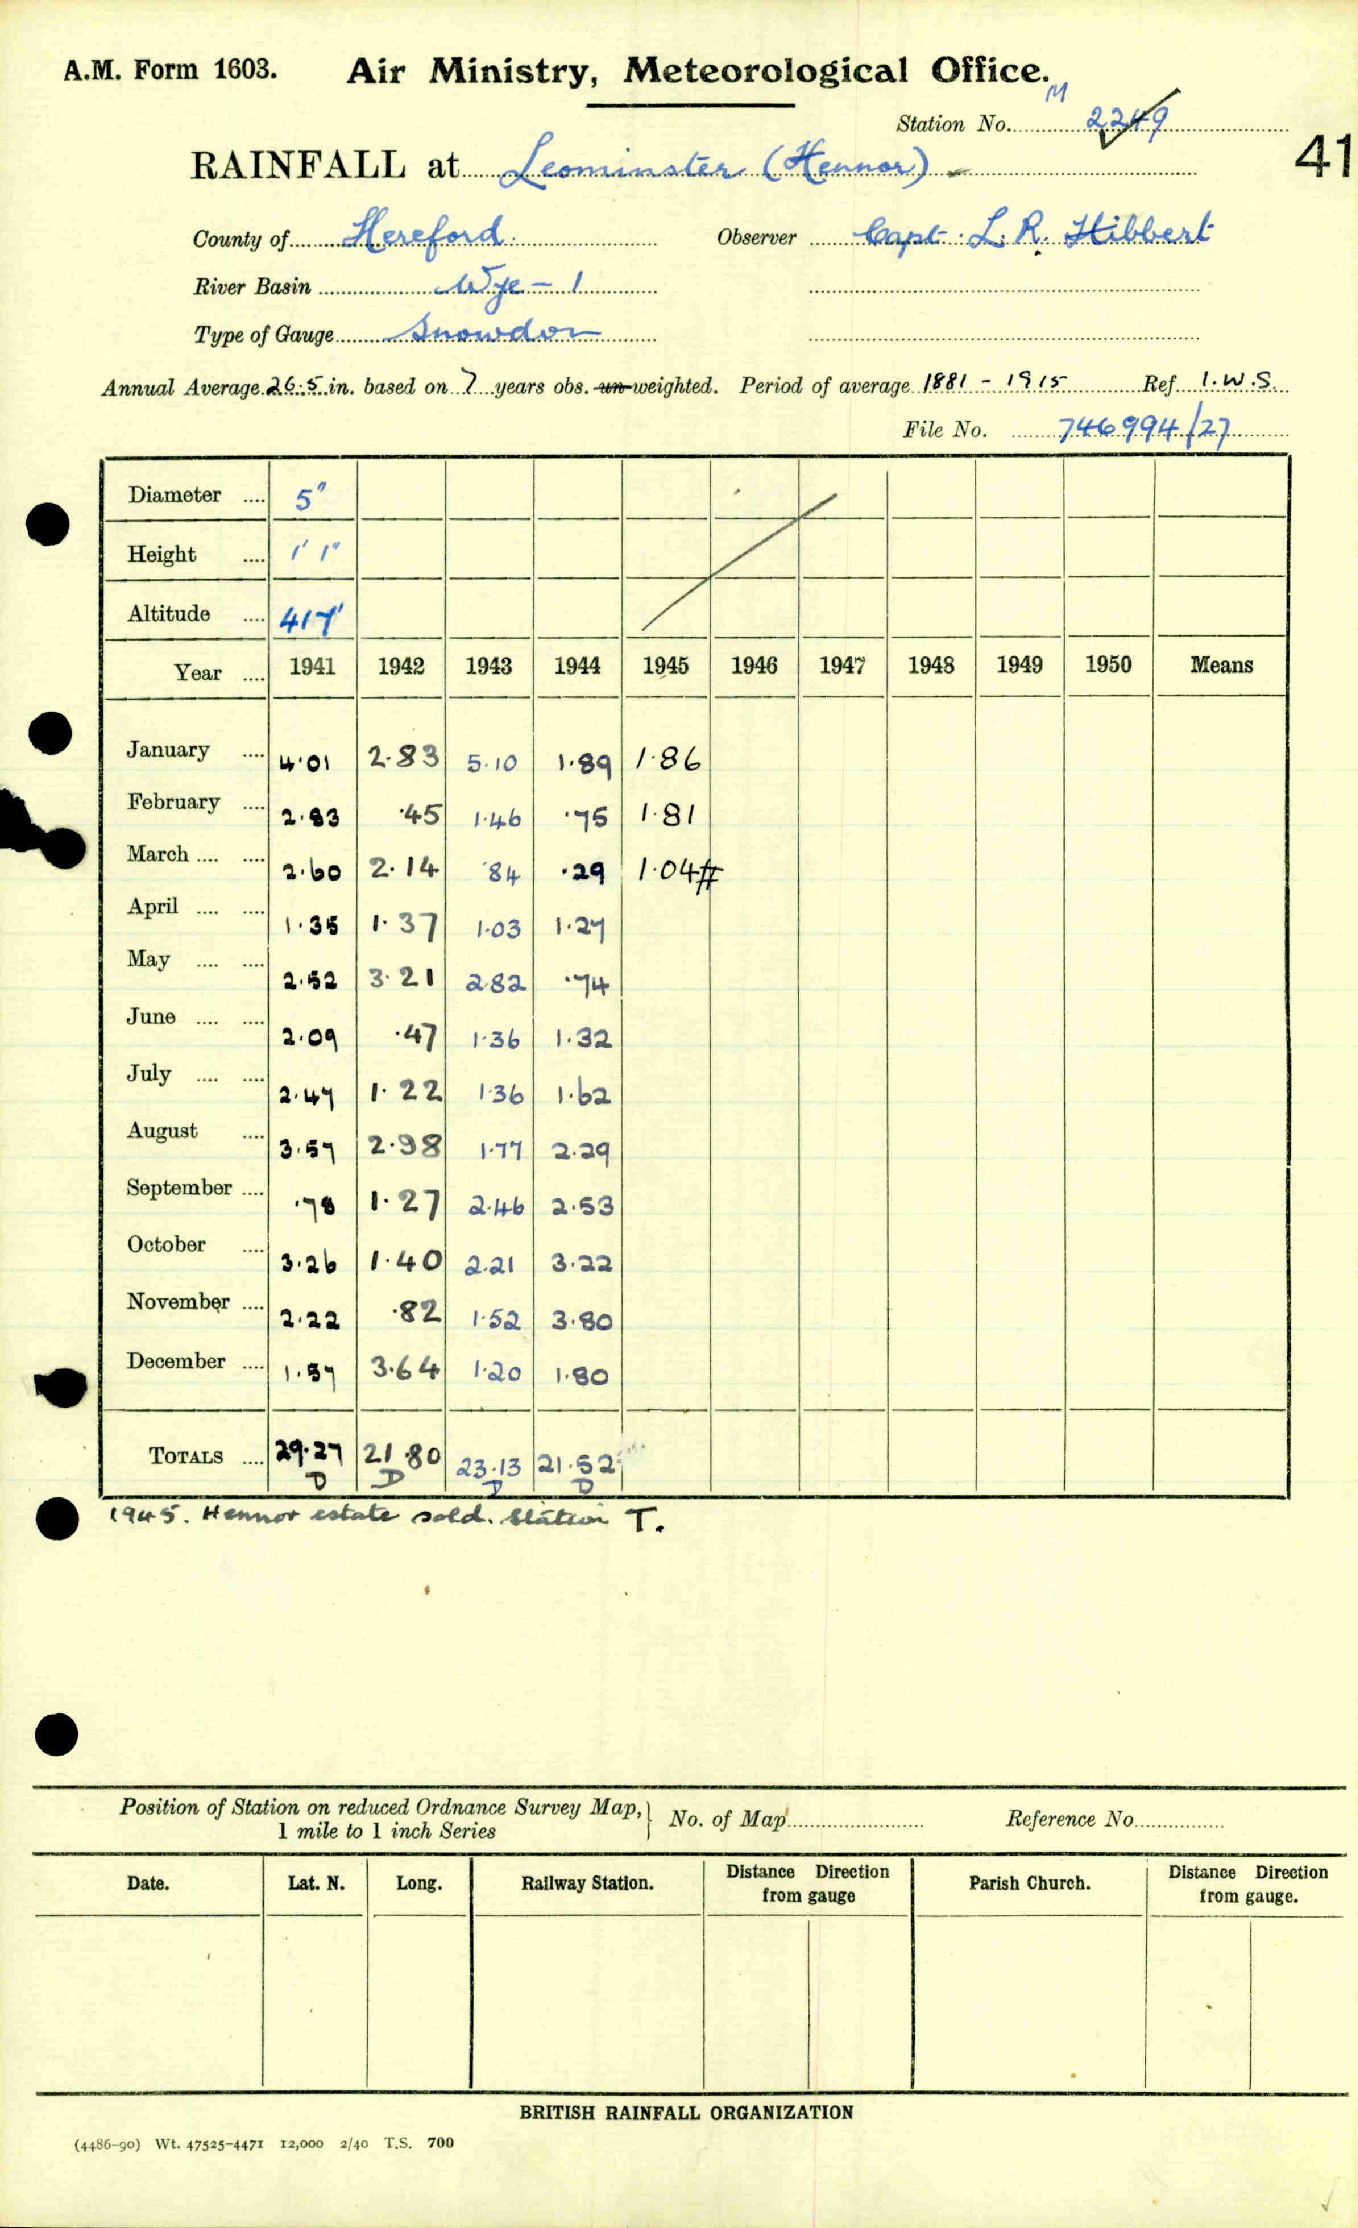 A.M. Form 1603. Air Ministry, Meteorological Office.
M
Station No. 2249
41
RAINFALL at Leominster (Hennor)
County of Hereford. Observer Capt. L. R. Hibbert
River Basin Wye - 1
Type of Gauge Snowdon
Annual Average 26.5 in. based on 7 years obs. un-weighted. Period of average 1881 - 1915 Ref. I.W.S.
File No. 746994/27
Diameter .... 5"
Height .... 1' 1"
Altitude .... 417'
Year .... 1941 1942 1943 1944 1945 1946 1947 1948 1949 1950 Means
January .... 4.01 2.83 5.10 1.89 1.86
February .... 2.83 .45 1.46 .75 1.81
March .... .... 2.60 2.14 .84 .29 1.04#
April .... .... 1.35 1.37 1.03 1.27
May .... .... 2.52 3.21 2.82 .74
June .... .... 2.09 .47 1.36 1.32
July .... .... 2.47 1.22 1.36 1.62
August .... 3.57 2.98 1.77 2.29
September .... .78 1.27 2.46 2.53
October .... 3.26 1.40 2.21 3.22
November .... 2.22 .82 1.52 3.80
December .... 1.57 3.64 1.20 1.80
TOTALS .... 29.27 21.80 23.13 21.52
D D D D
1945. Hennor estate sold. Station T.
Position of Station on reduced Ordnance Survey Map, } No. of Map Reference No.
1 mile to 1 inch Series
Date. Lat. N. Long. Railway Station. Distance Direction from gauge Parish Church. Distance Direction from gauge.
BRITISH RAINFALL ORGANIZATION
(4486-90) Wt. 47525-4471 12,000 2/40 T.S. 700